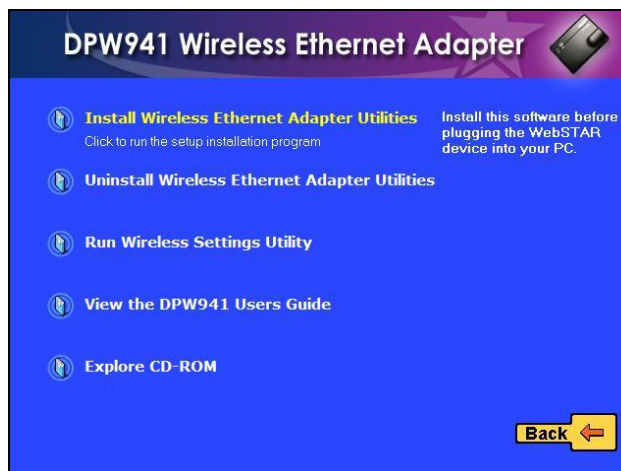 DPW941 Wireless Ethernet Adapter
Install Wireless Ethernet Adapter Utilities
Click to run the setup installation program
Install this software before
plugging the WebSTAR
device into your PC.
Uninstall Wireless Ethernet Adapter Utilities
Run Wireless Settings Utility
View the DPW941 Users Guide
Explore CD-ROM
Back